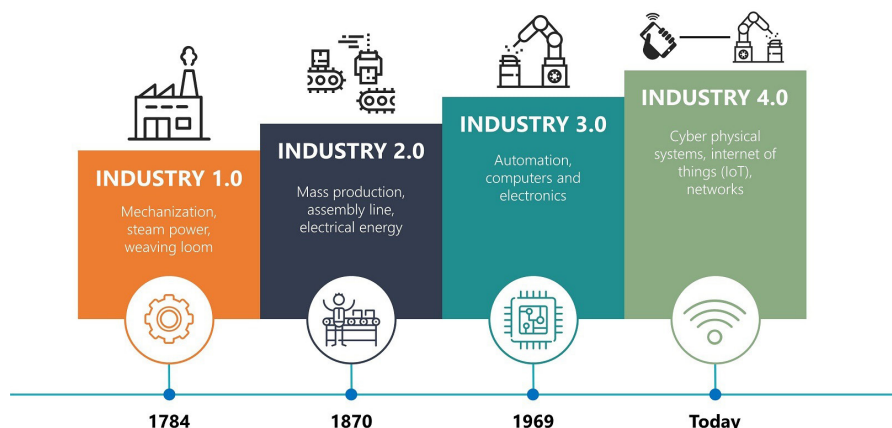 INDUSTRY 1.0
Mechanization,
steam power,
weaving loom
INDUSTRY 2.0
Mass production,
assembly line,
electrical energy
INDUSTRY 3.0
Automation,
computers and
electronics
INDUSTRY 4.0
Cyber physical
systems, internet of
things (IoT),
networks
1784
1870
1969
Today